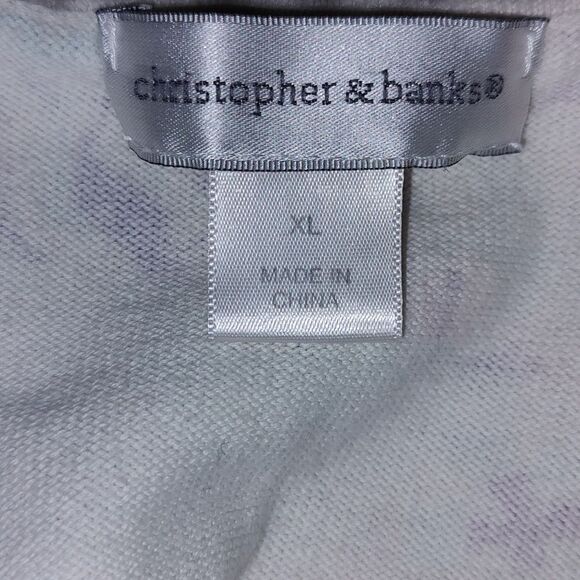 christopher & banks®
XL
MADE IN
CHINA